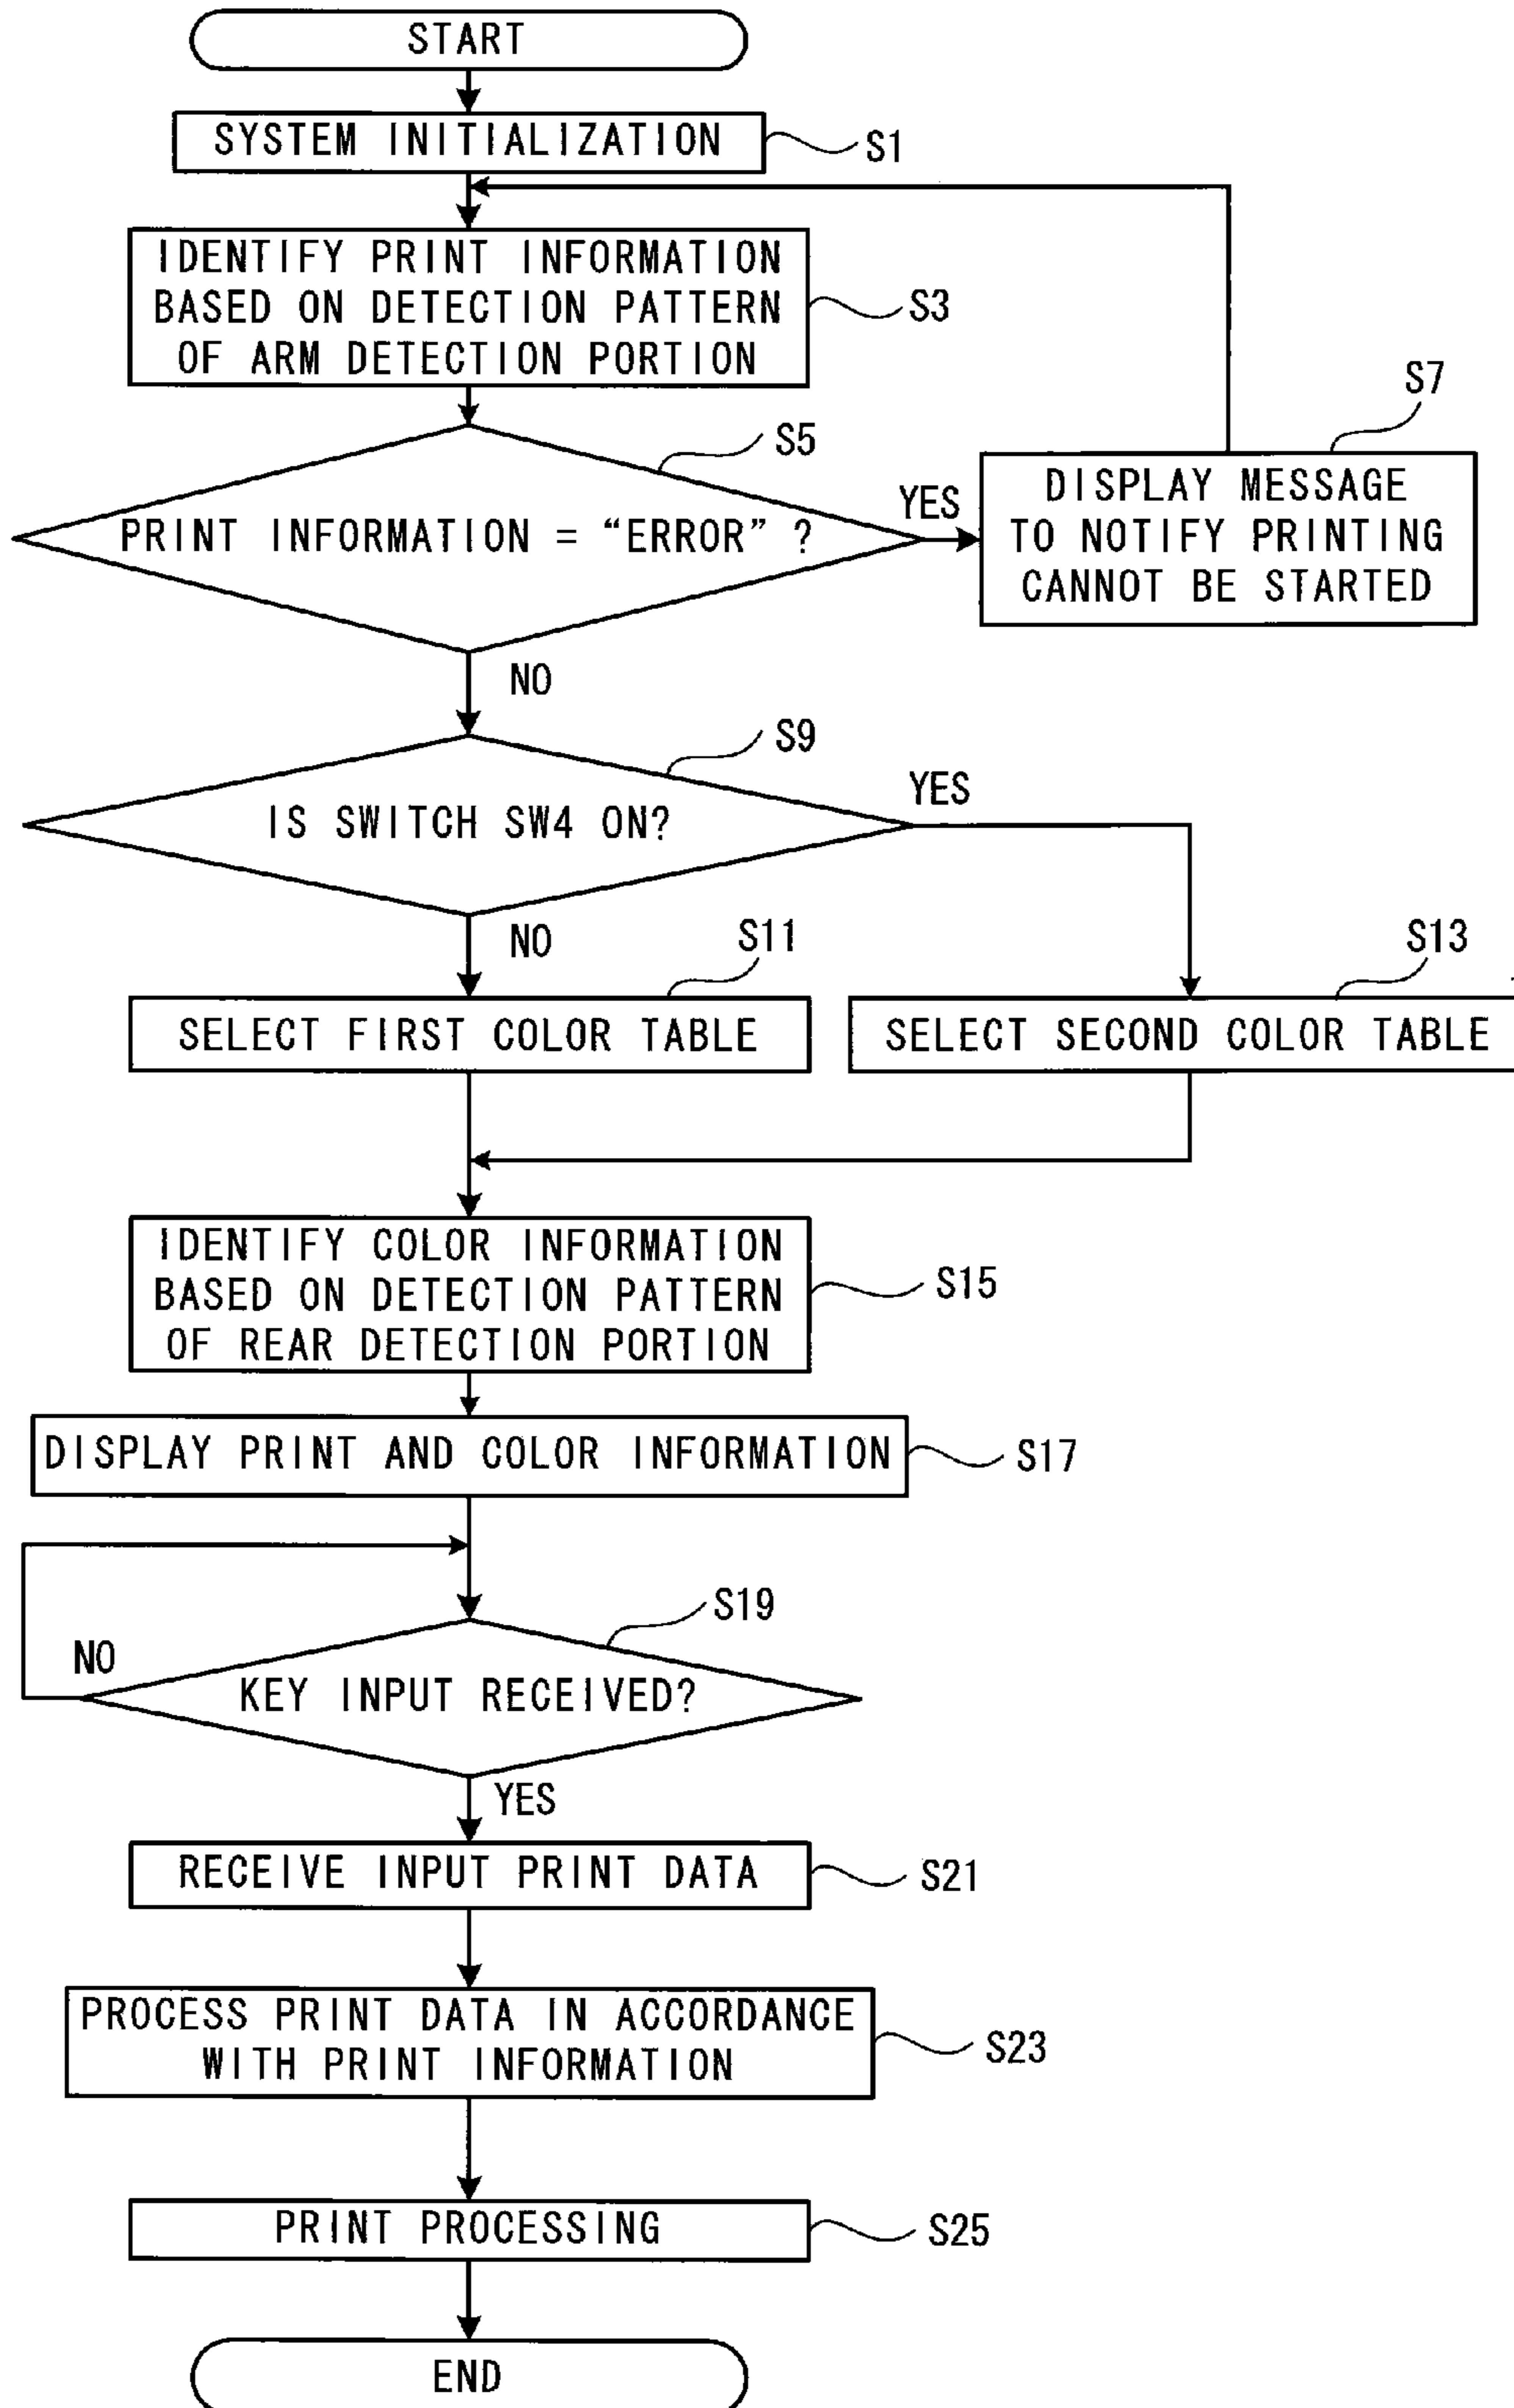 START
SYSTEM INITIALIZATION
S1
IDENTIFY PRINT INFORMATION
BASED ON DETECTION PATTERN
OF ARM DETECTION PORTION
S3
S5
PRINT INFORMATION = “ERROR” ?
YES
S7
DISPLAY MESSAGE
TO NOTIFY PRINTING
CANNOT BE STARTED
NO
S9
IS SWITCH SW4 ON?
YES
NO
S11
SELECT FIRST COLOR TABLE
S13
SELECT SECOND COLOR TABLE
IDENTIFY COLOR INFORMATION
BASED ON DETECTION PATTERN
OF REAR DETECTION PORTION
S15
DISPLAY PRINT AND COLOR INFORMATION
S17
S19
NO
KEY INPUT RECEIVED?
YES
RECEIVE INPUT PRINT DATA
S21
PROCESS PRINT DATA IN ACCORDANCE
WITH PRINT INFORMATION
S23
PRINT PROCESSING
S25
END